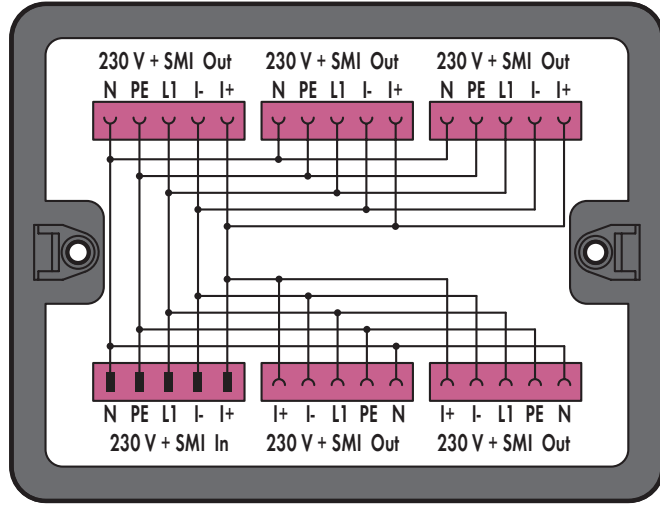 230 V + SMI Out 230 V + SMI Out 230 V + SMI Out
N PE L1 I- I+ N PE L1 I- I+ N PE L1 I- I+
N PE L1 I- I+ I+ I- L1 PE N I+ I- L1 PE N
230 V + SMI In 230 V + SMI Out 230 V + SMI Out